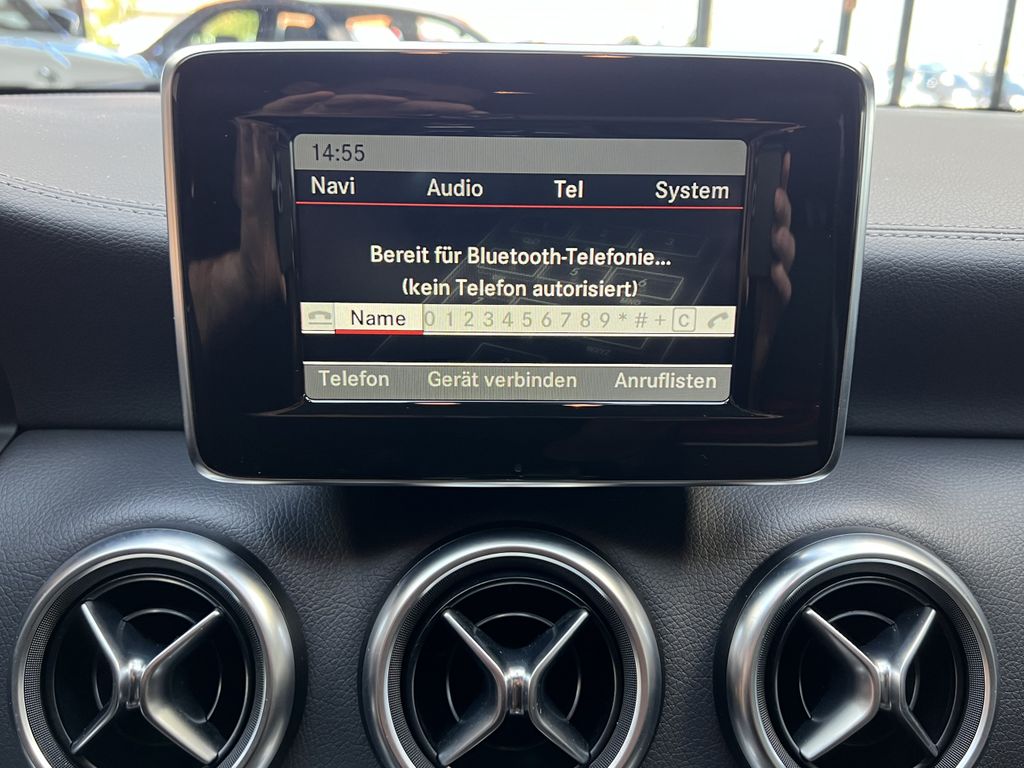 14:55
Navi Audio Tel System
Bereit für Bluetooth-Telefonie...
(kein Telefon autorisiert)
Name 0 1 2 3 4 5 6 7 8 9 * # + C
Telefon Gerät verbinden Anruflisten